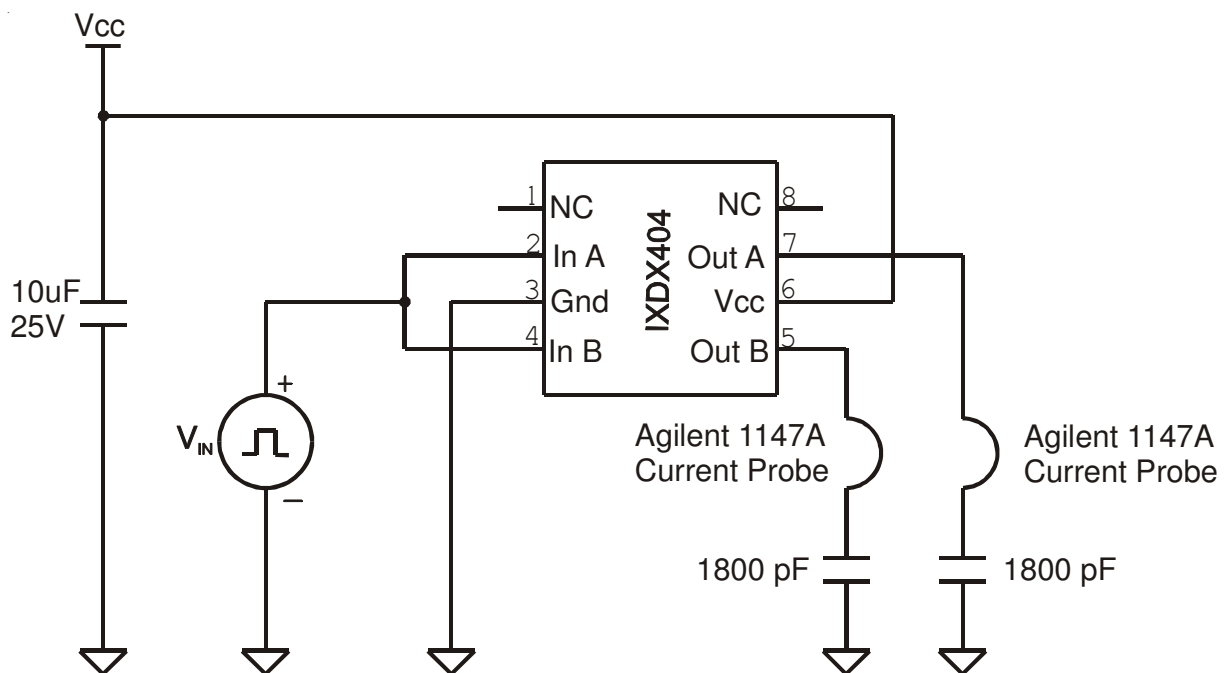 Vcc
1
NC
NC
8
2
In A
Out A
7
10uF
25V
3
Gnd
IXDX404
Vcc
6
4
In B
Out B
5
+
V_IN
Agilent 1147A
Current Probe
Agilent 1147A
Current Probe
−
1800 pF
1800 pF